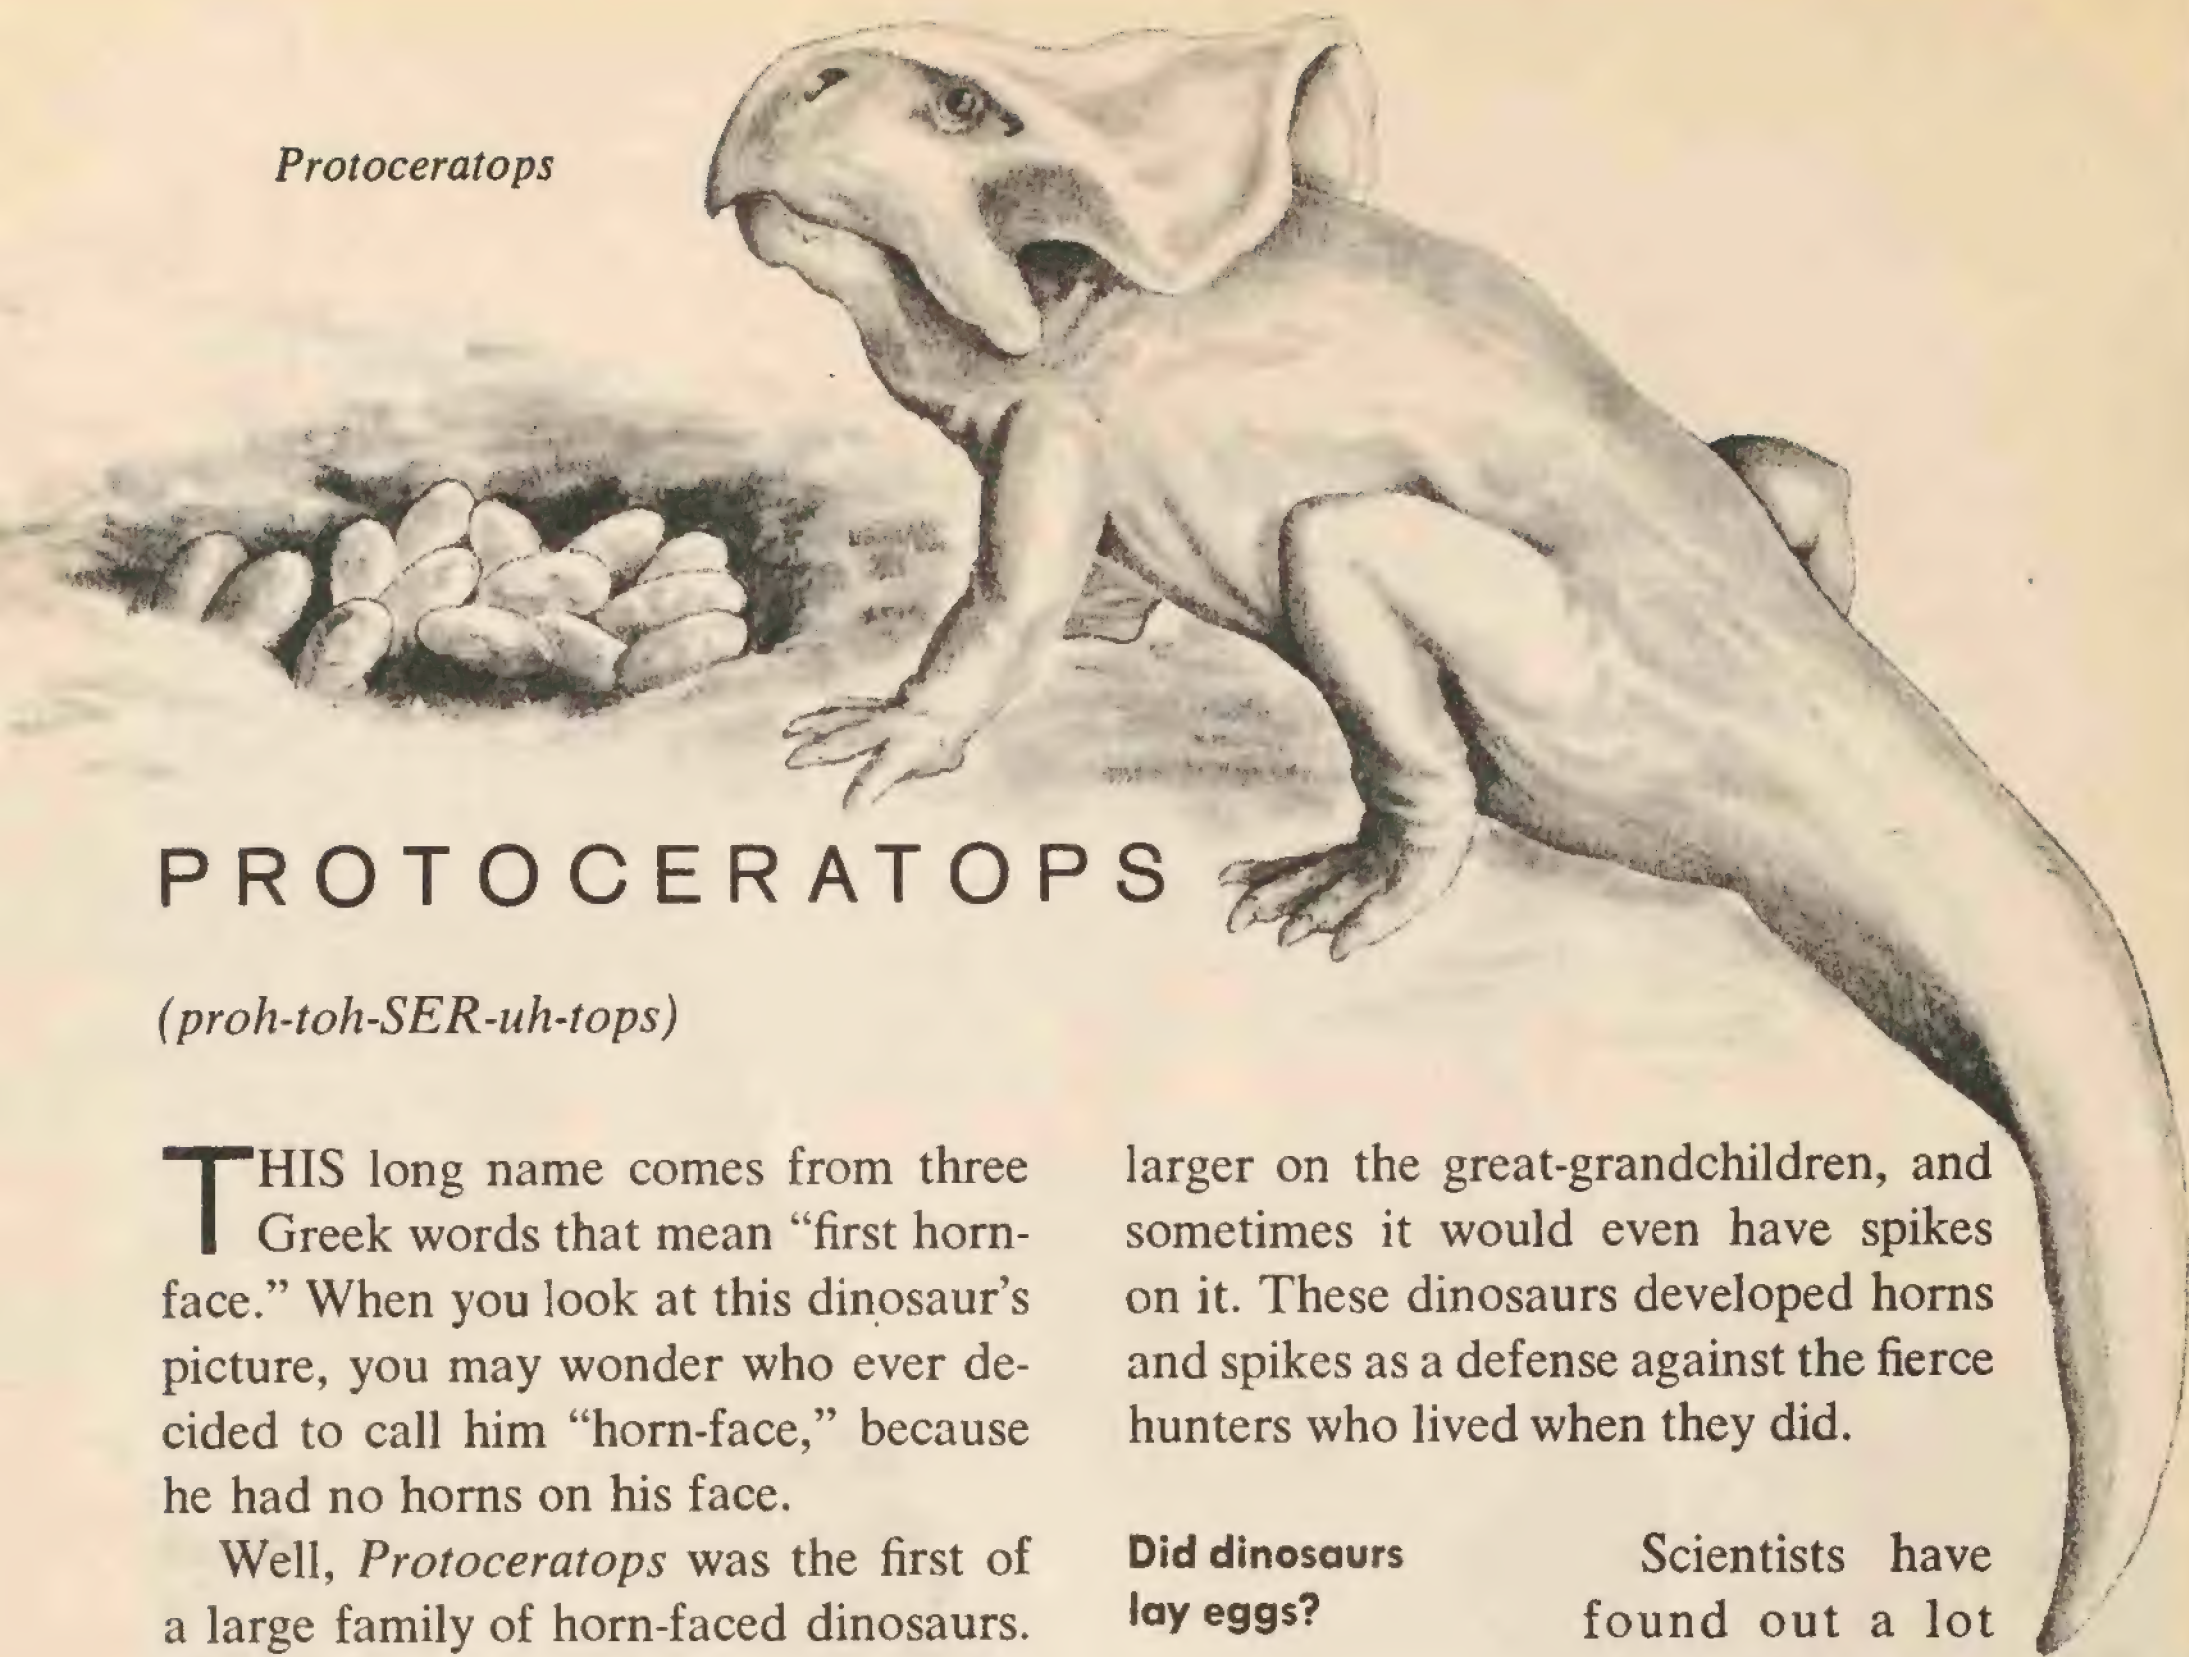 Protoceratops
PROTOCERATOPS
(proh-toh-SER-uh-tops)
THIS long name comes from three
Greek words that mean “first horn-
face.” When you look at this dinosaur’s
picture, you may wonder who ever de-
cided to call him “horn-face,” because
he had no horns on his face.
Well, Protoceratops was the first of
a large family of horn-faced dinosaurs.
larger on the great-grandchildren, and
sometimes it would even have spikes
on it. These dinosaurs developed horns
and spikes as a defense against the fierce
hunters who lived when they did.
Did dinosaurs
lay eggs?
Scientists have
found out a lot